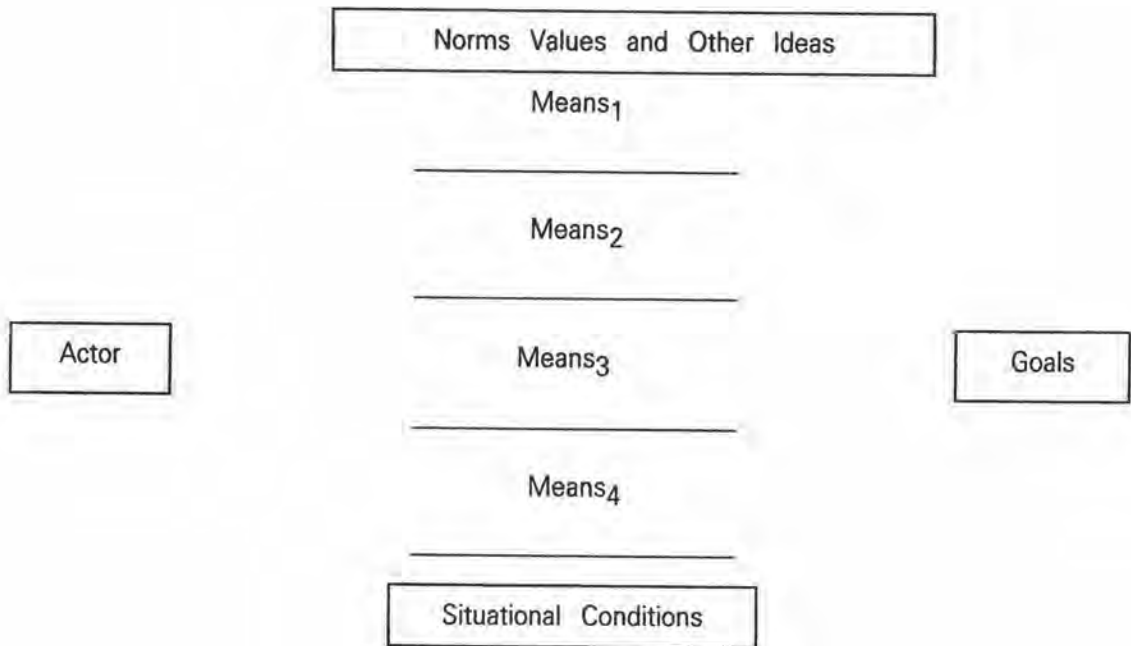 Norms Values and Other Ideas
Means1
Means2
Actor
Means3
Goals
Means4
Situational Conditions